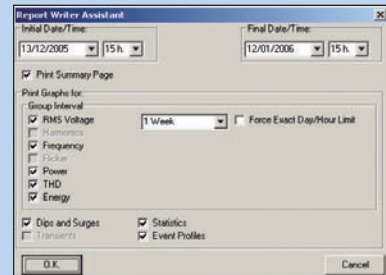 Report Writer Assistant
Initial Date/Time:
Final Date/Time:
13/12/2005 15 h.
12/01/2006 15 h.
Print Summary Page
Print Graphs for:
Group Interval
RMS Voltage
1 Week
Force Exact Day/Hour Limit
Harmonics
Frequency
Flicker
Power
THD
Energy
Dips and Surges
Statistics
Transients
Event Profiles
O.K.
Cancel